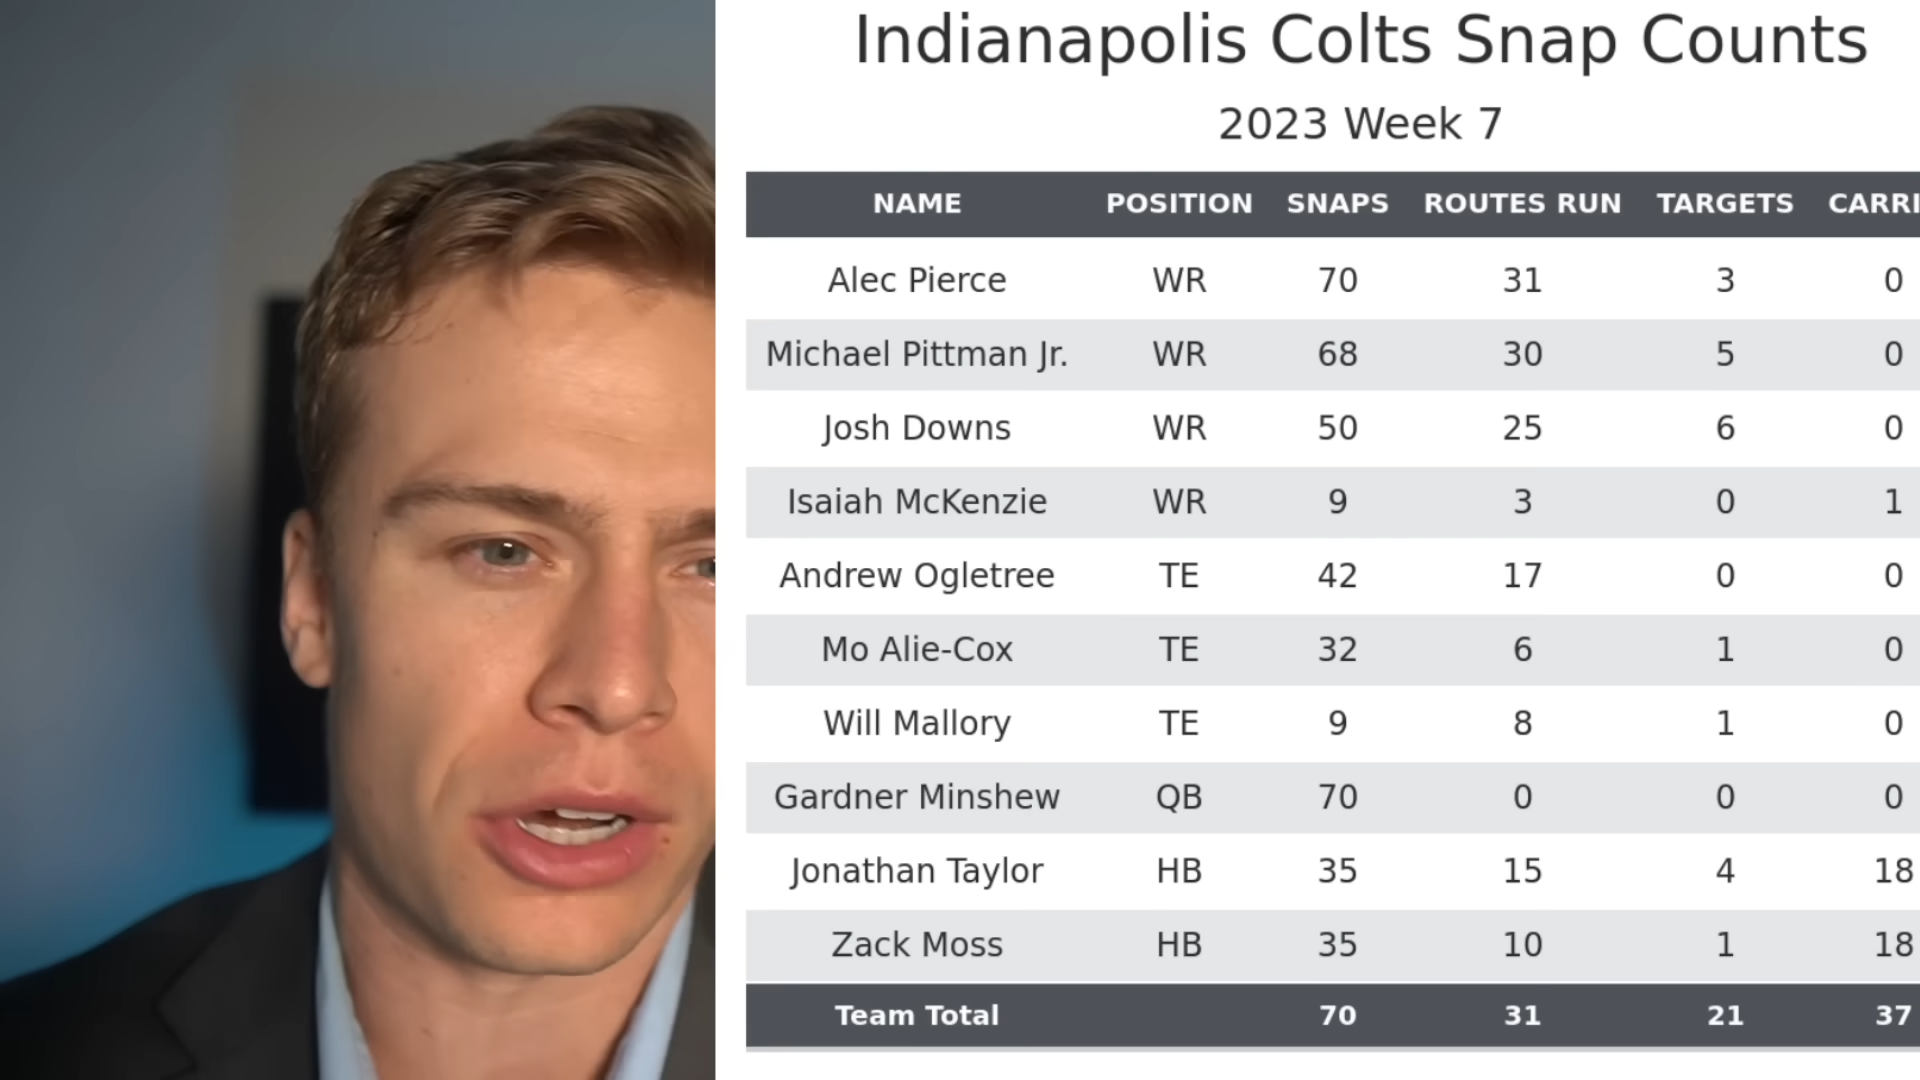 Indianapolis Colts Snap Counts
2023 Week 7
NAME POSITION SNAPS ROUTES RUN TARGETS CARRI
Alec Pierce WR 70 31 3 0
Michael Pittman Jr. WR 68 30 5 0
Josh Downs WR 50 25 6 0
Isaiah McKenzie WR 9 3 0 1
Andrew Ogletree TE 42 17 0 0
Mo Alie-Cox TE 32 6 1 0
Will Mallory TE 9 8 1 0
Gardner Minshew QB 70 0 0 0
Jonathan Taylor HB 35 15 4 18
Zack Moss HB 35 10 1 18
Team Total 70 31 21 37